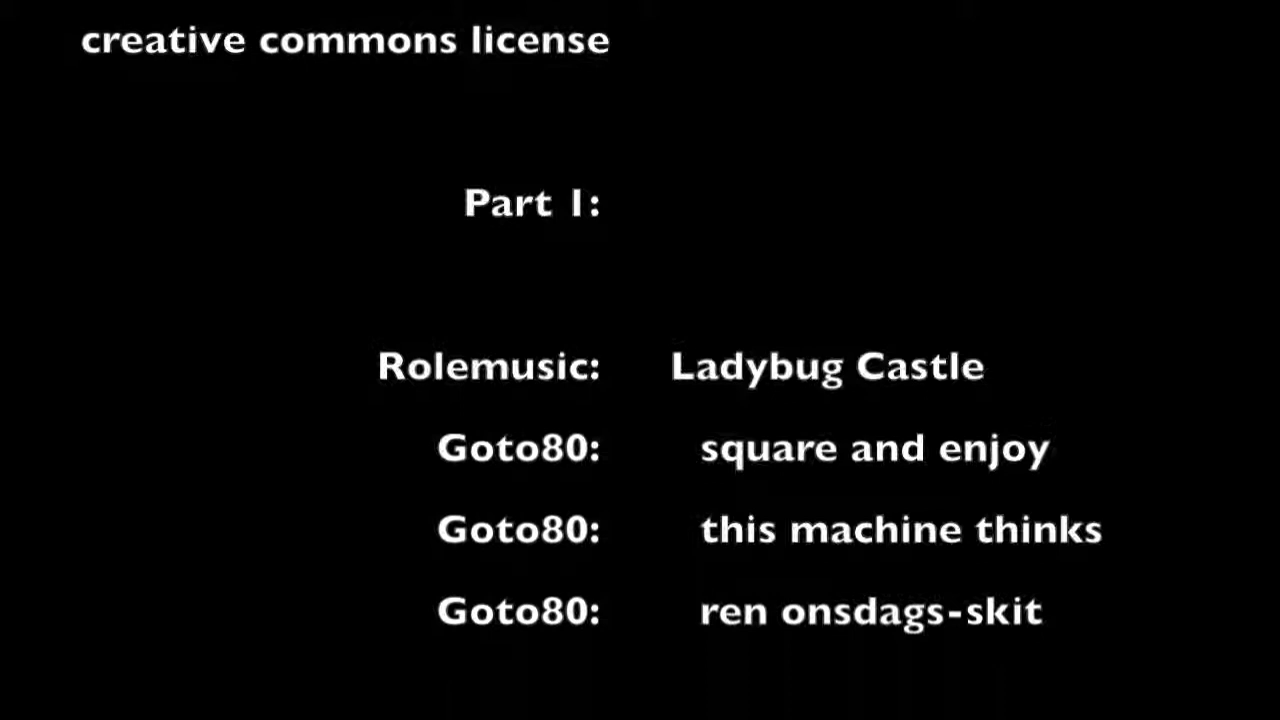 creative commons license
Part 1:
Rolemusic: Ladybug Castle
Goto80: square and enjoy
Goto80: this machine thinks
Goto80: ren onsdags-skit